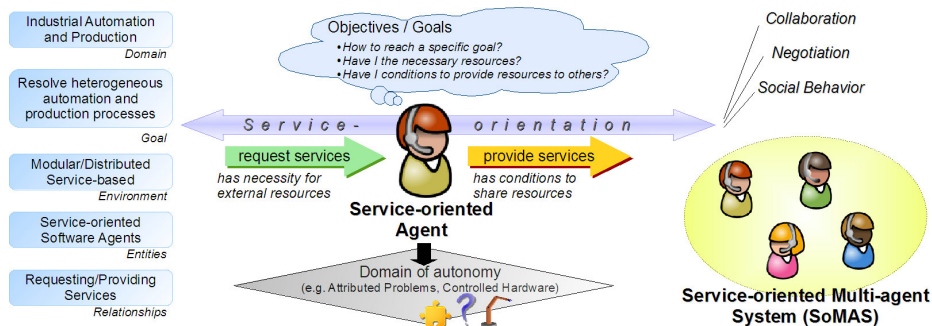 Industrial Automation
and Production
Domain
Resolve heterogeneous
automation and
production processes
Goal
Modular/Distributed
Service-based
Environment
Service-oriented
Software Agents
Entities
Requesting/Providing
Services
Relationships
Objectives / Goals
•How to reach a specific goal?
•Have I the necessary resources?
•Have I conditions to provide resources to others?
Service- orientation
request services
has necessity for
external resources
provide services
has conditions to
share resources
Service-oriented
Agent
Domain of autonomy
(e.g. Attributed Problems, Controlled Hardware)
?
Collaboration
Negotiation
Social Behavior
Service-oriented Multi-agent
System (SoMAS)